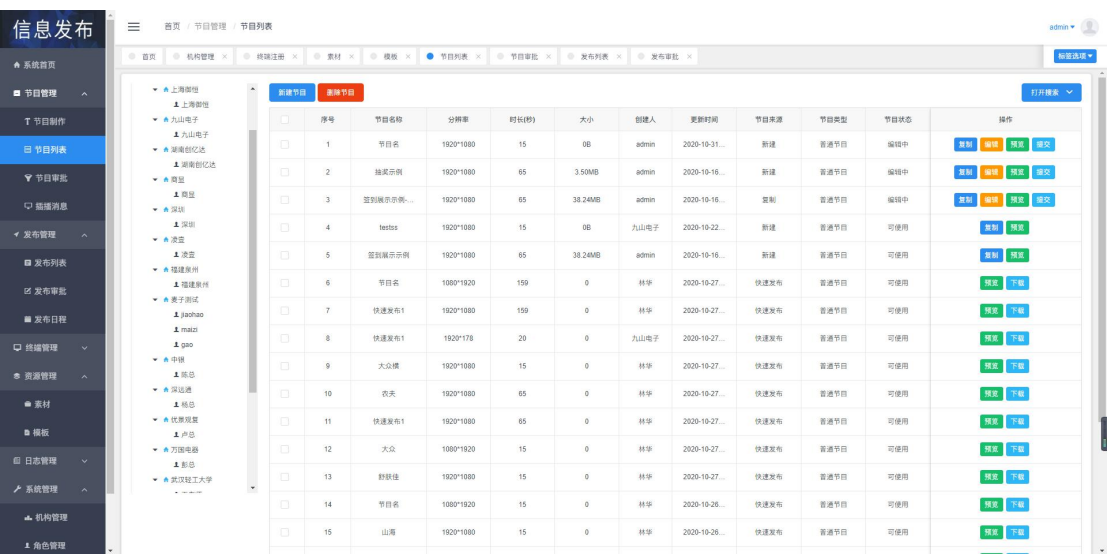 信息发布
首页 / 节目管理 / 节目列表
admin
首页 机构管理 × 终端注册 × 素材 × 模板 × 节目列表 × 节目审批 × 发布列表 × 发布审批 ×
标签选项
系统首页
节目管理
节目制作
节目列表
节目审批
插播消息
发布管理
发布列表
发布审批
发布日程
终端管理
资源管理
素材
模板
日志管理
系统管理
机构管理
角色管理
上海御恒
上海御恒
九山电子
九山电子
湖南创亿达
湖南创亿达
商显
商显
深圳
深圳
凌壹
凌壹
福建泉州
福建泉州
麦子测试
jiaohao
maizi
gao
中银
陈总
深远通
杨总
优景观复
卢总
万国电器
彭总
武汉轻工大学
新建节目 删除节目 打开搜索
序号 节目名称 分辨率 时长(秒) 大小 创建人 更新时间 节目来源 节目类型 节目状态 操作
1 节目名 1920*1080 15 0B admin 2020-10-31... 新建 普通节目 编辑中 复制 编辑 预览 提交
2 抽奖示例 1920*1080 65 3.50MB admin 2020-10-16... 新建 普通节目 编辑中 复制 编辑 预览 提交
3 签到展示示例-... 1920*1080 65 38.24MB admin 2020-10-16... 复制 普通节目 编辑中 复制 编辑 预览 提交
4 testss 1920*1080 15 0B 九山电子 2020-10-22... 新建 普通节目 可使用 复制 预览
5 签到展示示例 1920*1080 65 38.24MB admin 2020-10-16... 新建 普通节目 可使用 复制 预览
6 节目名 1080*1920 159 0 林华 2020-10-27... 快速发布 普通节目 可使用 预览 下载
7 快速发布1 1920*1080 159 0 林华 2020-10-27... 快速发布 普通节目 可使用 预览 下载
8 快速发布1 1920*178 20 0 九山电子 2020-10-27... 快速发布 普通节目 可使用 预览 下载
9 大众横 1920*1080 15 0 林华 2020-10-27... 快速发布 普通节目 可使用 预览 下载
10 农夫 1920*1080 65 0 林华 2020-10-27... 快速发布 普通节目 可使用 预览 下载
11 快速发布1 1920*1080 65 0 林华 2020-10-27... 快速发布 普通节目 可使用 预览 下载
12 大众 1080*1920 15 0 林华 2020-10-27... 快速发布 普通节目 可使用 预览 下载
13 舒肤佳 1920*1080 15 0 林华 2020-10-27... 快速发布 普通节目 可使用 预览 下载
14 节目名 1080*1920 15 0 林华 2020-10-26... 快速发布 普通节目 可使用 预览 下载
15 山海 1920*1080 15 0 林华 2020-10-26... 快速发布 普通节目 可使用 预览 下载